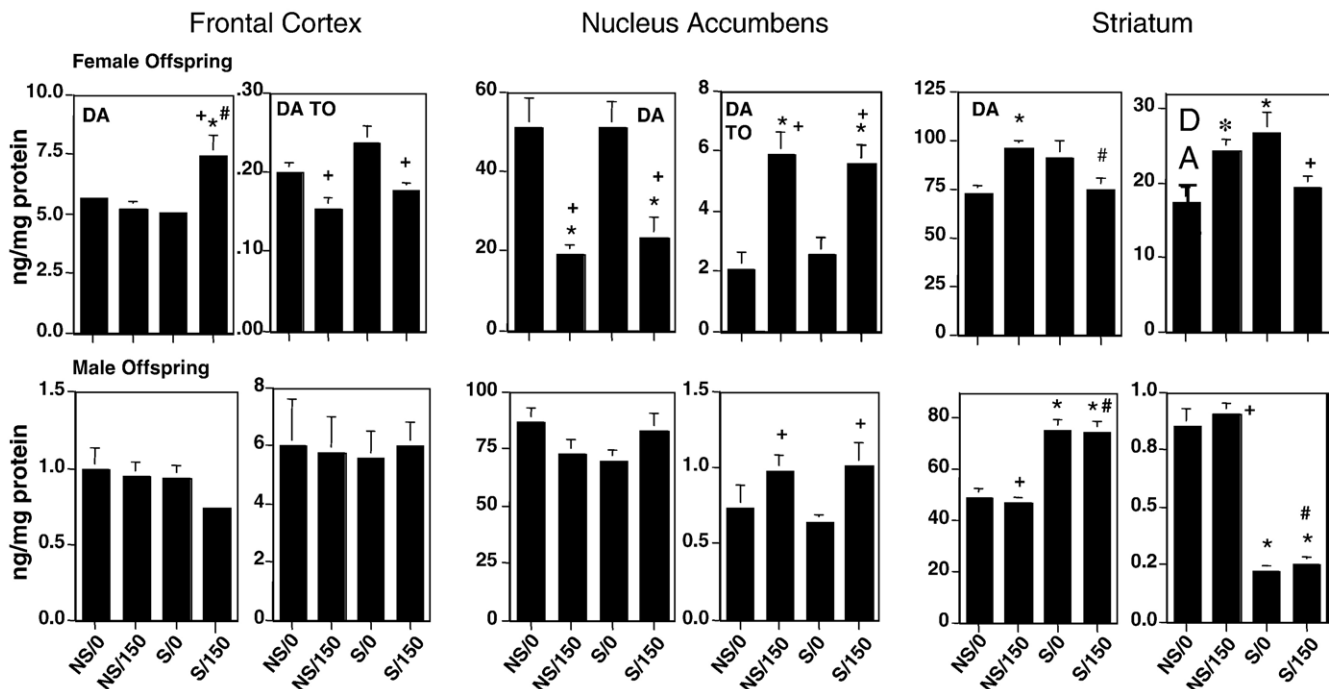 Frontal Cortex
Nucleus Accumbens
Striatum
Female Offspring
ng/mg protein
10.0
7.5
5.0
2.5
0.0
DA
+ * #
.30
.20
.10
.00
DA TO
+
+
60
40
20
0
DA
+
*
+
*
8
6
4
2
0
DA
TO
* +
+
*
125
100
75
50
25
0
DA
*
#
30
20
10
0
D
A
*
*
+
Male Offspring
ng/mg protein
1.5
1.0
0.5
0.0
NS/0
NS/150
S/0
S/150
8
6
4
2
0
NS/0
NS/150
S/0
S/150
100
75
50
25
0
NS/0
NS/150
S/0
S/150
1.5
1.0
0.5
0.0
+
+
NS/0
NS/150
S/0
S/150
80
60
40
20
0
+
*
* #
NS/0
NS/150
S/0
S/150
1.0
0.8
0.5
0.2
0.0
+
*
#
*
NS/0
NS/150
S/0
S/150